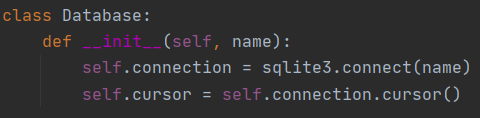 class Database:
    def __init__(self, name):
        self.connection = sqlite3.connect(name)
        self.cursor = self.connection.cursor()